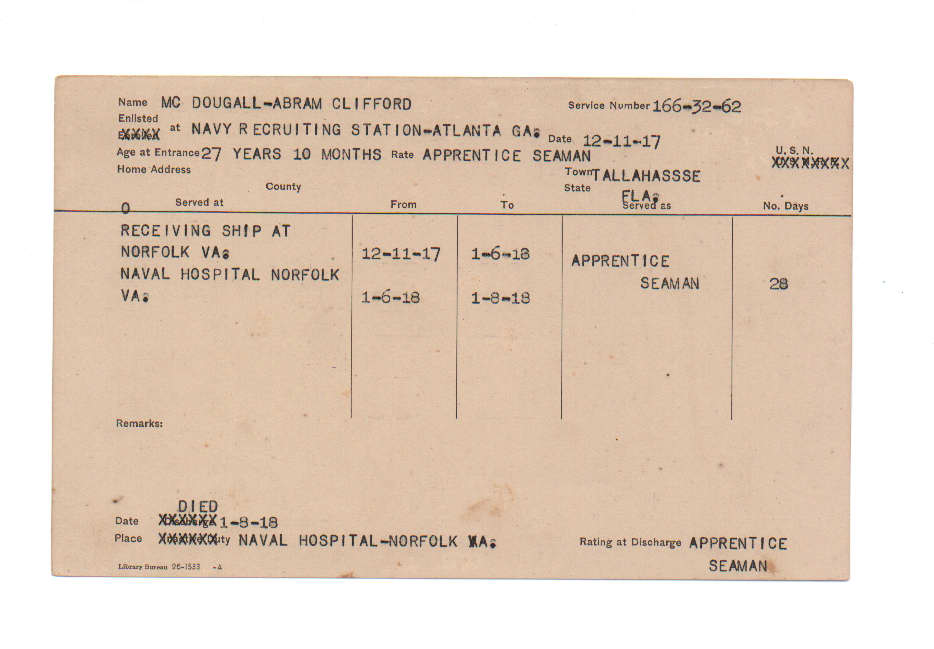 Name MC DOUGALL-ABRAM CLIFFORD Service Number 166-32-62
Enlisted
at NAVY RECRUITING STATION-ATLANTA GA. Date 12-11-17
Age at Entrance 27 YEARS 10 MONTHS Rate APPRENTICE SEAMAN U. S. N.
Home Address Town TALLAHASSSE
County State FLA.
0 Served at From To Served as No. Days
RECEIVING SHIP AT
NORFOLK VA. 12-11-17 1-6-18 APPRENTICE
NAVAL HOSPITAL NORFOLK SEAMAN 28
VA. 1-6-18 1-8-18
Remarks:
DIED
Date XXXXXX 1-8-18
Place XXXXXX NAVAL HOSPITAL-NORFOLK VA. Rating at Discharge APPRENTICE
Library Bureau 26-1533 -A SEAMAN